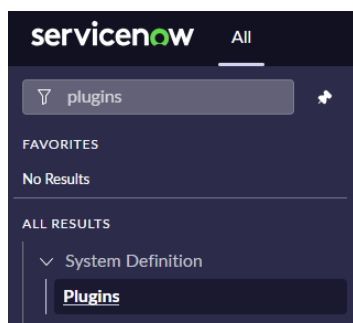 servicenow All
plugins
FAVORITES
No Results
ALL RESULTS
System Definition
Plugins